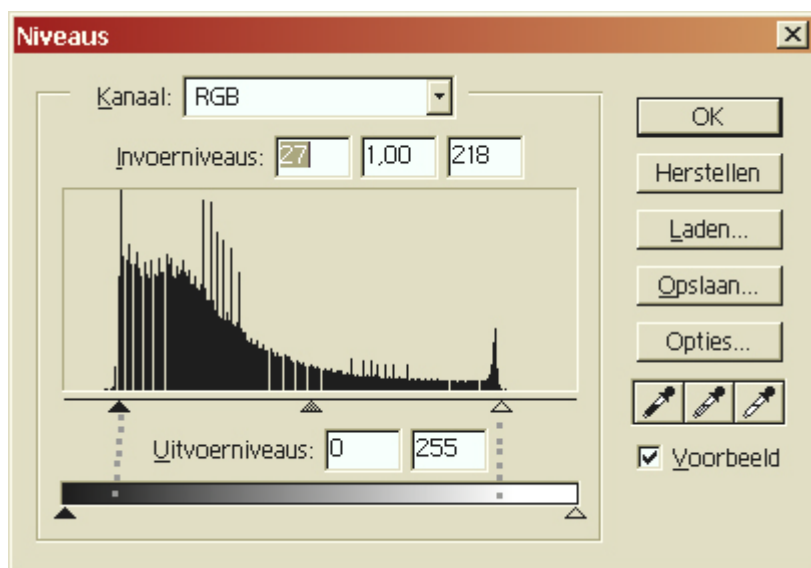 Niveaus
Kanaal: RGB
Invoerniveaus: 27 1,00 218
Uitvoerniveaus: 0 255
OK
Herstellen
Laden...
Opslaan...
Opties...
Voorbeeld